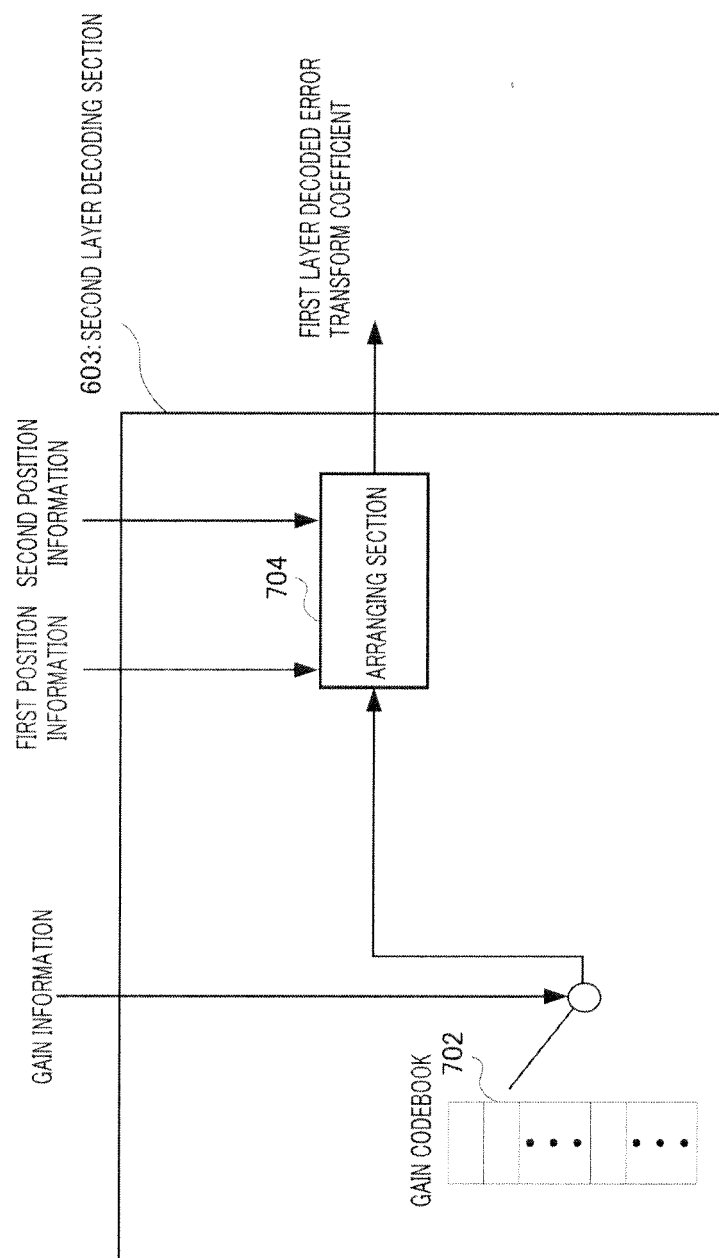 603: SECOND LAYER DECODING SECTION
GAIN INFORMATION
FIRST POSITION
INFORMATION
SECOND POSITION
INFORMATION
FIRST LAYER DECODED ERROR
TRANSFORM COEFFICIENT
704
ARRANGING SECTION
GAIN CODEBOOK
702